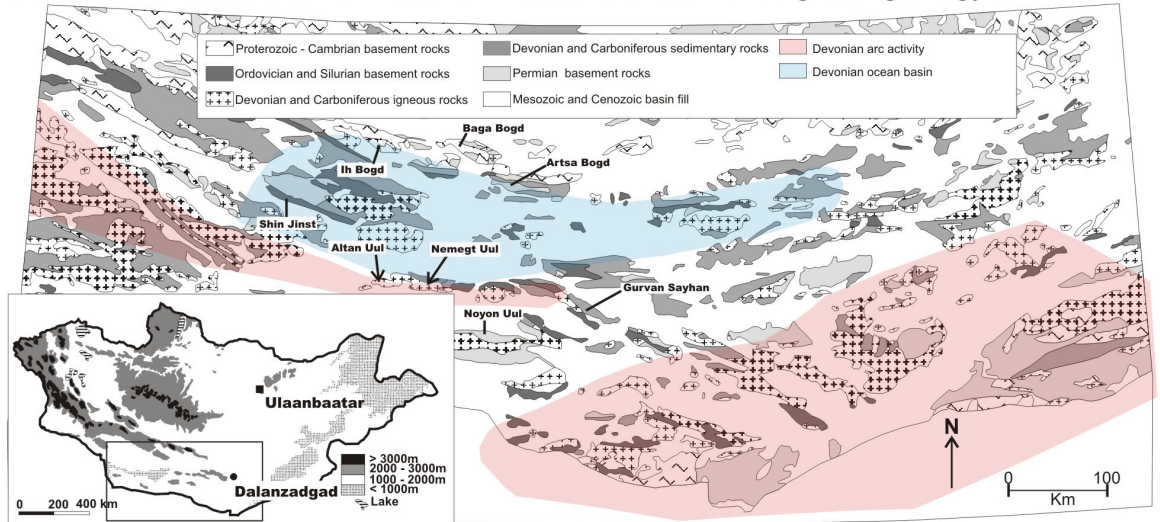 Proterozoic - Cambrian basement rocks
Ordovician and Silurian basement rocks
Devonian and Carboniferous igneous rocks
Devonian and Carboniferous sedimentary rocks
Permian basement rocks
Mesozoic and Cenozoic basin fill
Devonian arc activity
Devonian ocean basin
Baga Bogd
Ih Bogd
Artsa Bogd
Shin Jinst
Altan Uul
Nemegt Uul
Gurvan Sayhan
Noyon Uul
Ulaanbaatar
Dalanzadgad
> 3000m
2000 - 3000m
1000 - 2000m
< 1000m
Lake
0 200 400 km
N
0 100
Km